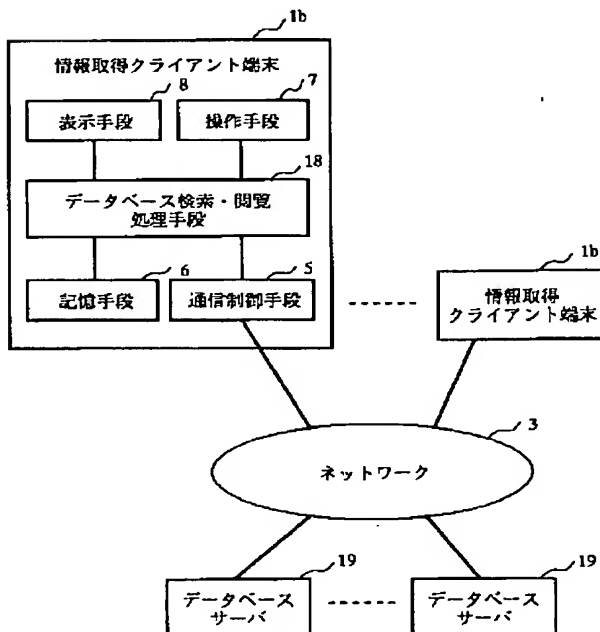 1b
情報取得クライアント端末
8
7
表示手段
操作手段
18
データベース検索・閲覧
処理手段
6
5
記憶手段
通信制御手段
1b
情報取得
クライアント端末
3
ネットワーク
19
19
データベース
サーバ
データベース
サーバ